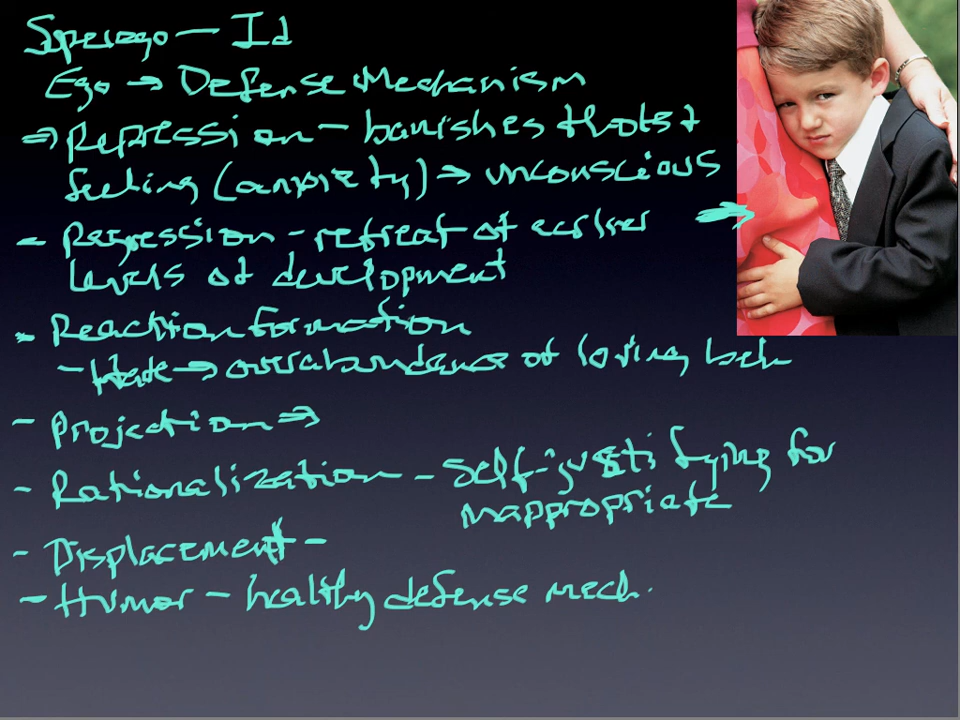 Superego — Id
Ego → Defense Mechanism
⇒ Repression — banishes thots +
feeling (anxiety) → unconscious
- Regression - retreat of earlier
levels of development
- Reaction formation
- Hate → overabundance of loving beh
- Projection ⇒
- Rationalization - Self-justifying for
inappropriate
- Displacement -
- Humor - healthy defense mech.